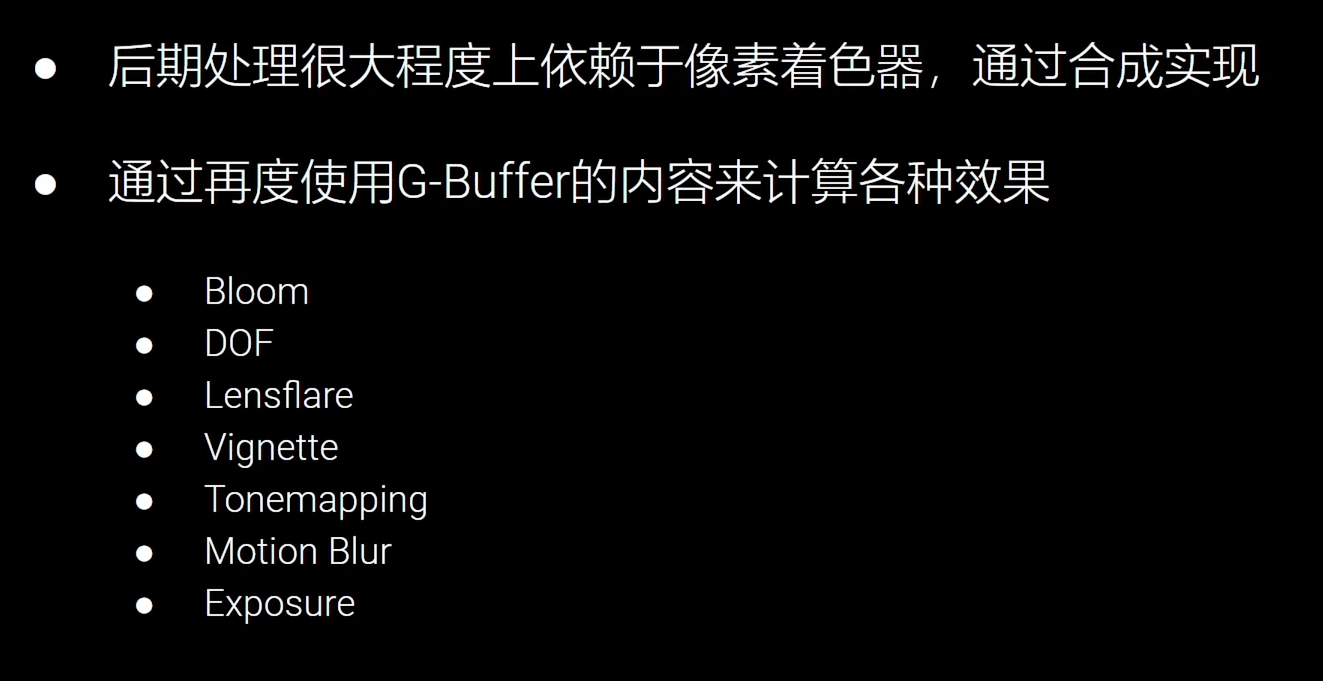 ● 后期处理很大程度上依赖于像素着色器，通过合成实现
● 通过再度使用G-Buffer的内容来计算各种效果
● Bloom
● DOF
● Lensflare
● Vignette
● Tonemapping
● Motion Blur
● Exposure